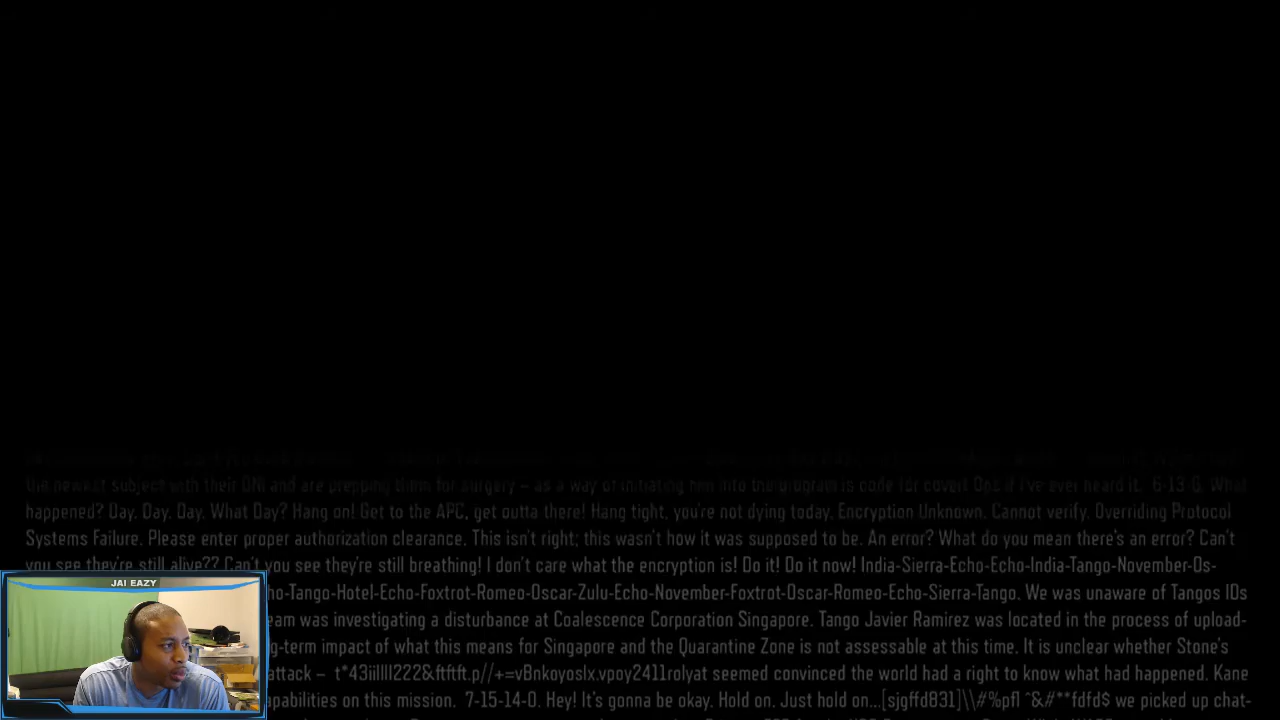 the newest subject with their DNI and are prepping them for surgery – as a way of initiating him into the program is code for covert Ops if I've ever heard it. 6-13-G. What
happened? Day. Day. Day. What Day? Hang on! Get to the APC, get outta there! Hang tight, you're not dying today. Encryption Unknown. Cannot verify. Overriding Protocol
Systems Failure. Please enter proper authorization clearance. This isn't right; this wasn't how it was supposed to be. An error? What do you mean there's an error? Can't
you see they're still alive?? Can't you see they're still breathing! I don't care what the encryption is! Do it! Do it now! India-Sierra-Echo-Echo-India-Tango-November-Os-
ho-Tango-Hotel-Echo-Foxtrot-Romeo-Oscar-Zulu-Echo-November-Foxtrot-Oscar-Romeo-Echo-Sierra-Tango. We was unaware of Tangos IDs
eam was investigating a disturbance at Coalescence Corporation Singapore. Tango Javier Ramirez was located in the process of upload-
g-term impact of what this means for Singapore and the Quarantine Zone is not assessable at this time. It is unclear whether Stone's
attack – t*43iillll222&ftftft.p//+=vBnkoyoslx.vpoy2411rolyat seemed convinced the world had a right to know what had happened. Kane
apabilities on this mission. 7-15-14-0. Hey! It's gonna be okay. Hold on. Just hold on...[sjgffd831]\\#%pfl ˆ&#**fdfd$ we picked up chat-
JAI EAZY